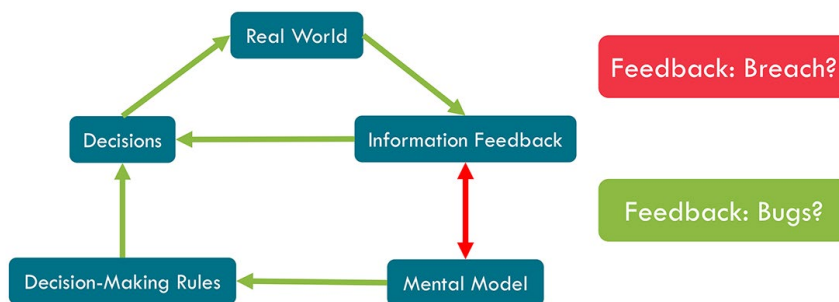 Real World
Feedback: Breach?
Decisions
Information Feedback
Feedback: Bugs?
Decision-Making Rules
Mental Model